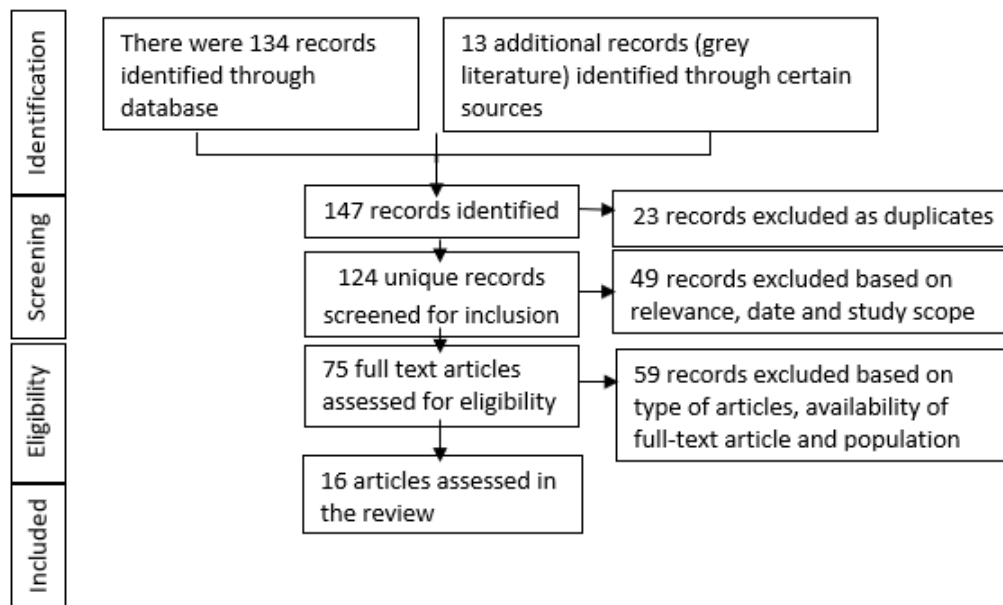 Identification
There were 134 records
identified through
database
13 additional records (grey
literature) identified through certain
sources
147 records identified
23 records excluded as duplicates
Screening
124 unique records
screened for inclusion
49 records excluded based on
relevance, date and study scope
Eligibility
75 full text articles
assessed for eligibility
59 records excluded based on
type of articles, availability of
full-text article and population
16 articles assessed in
the review
Included